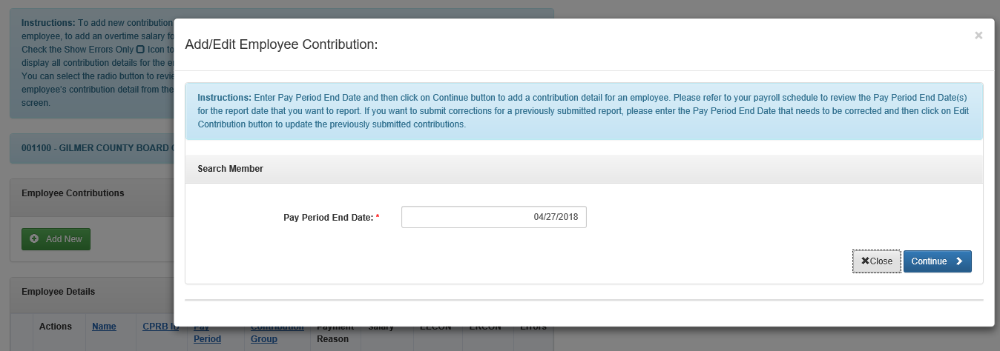 Instructions: To add new contribution
employee, to add an overtime salary fo
Check the Show Errors Only Icon to
display all contribution details for the
You can select the radio button to
employee's contribution detail from the
screen.
001100 - GILMER COUNTY BOARD
Employee Contributions
Add New
Employee Details
Actions Name CPRB ID Pay Period Contribution Group Payment Reason Salary EECON ERCON Errors
Add/Edit Employee Contribution:
×
Instructions: Enter Pay Period End Date and then click on Continue button to add a contribution detail for an employee. Please refer to your payroll schedule to review the Pay Period End Date(s)
for the report date that you want to report. If you want to submit corrections for a previously submitted report, please enter the Pay Period End Date that needs to be corrected and then click on Edit
Contribution button to update the previously submitted contributions.
Search Member
Pay Period End Date: * 04/27/2018
Close Continue